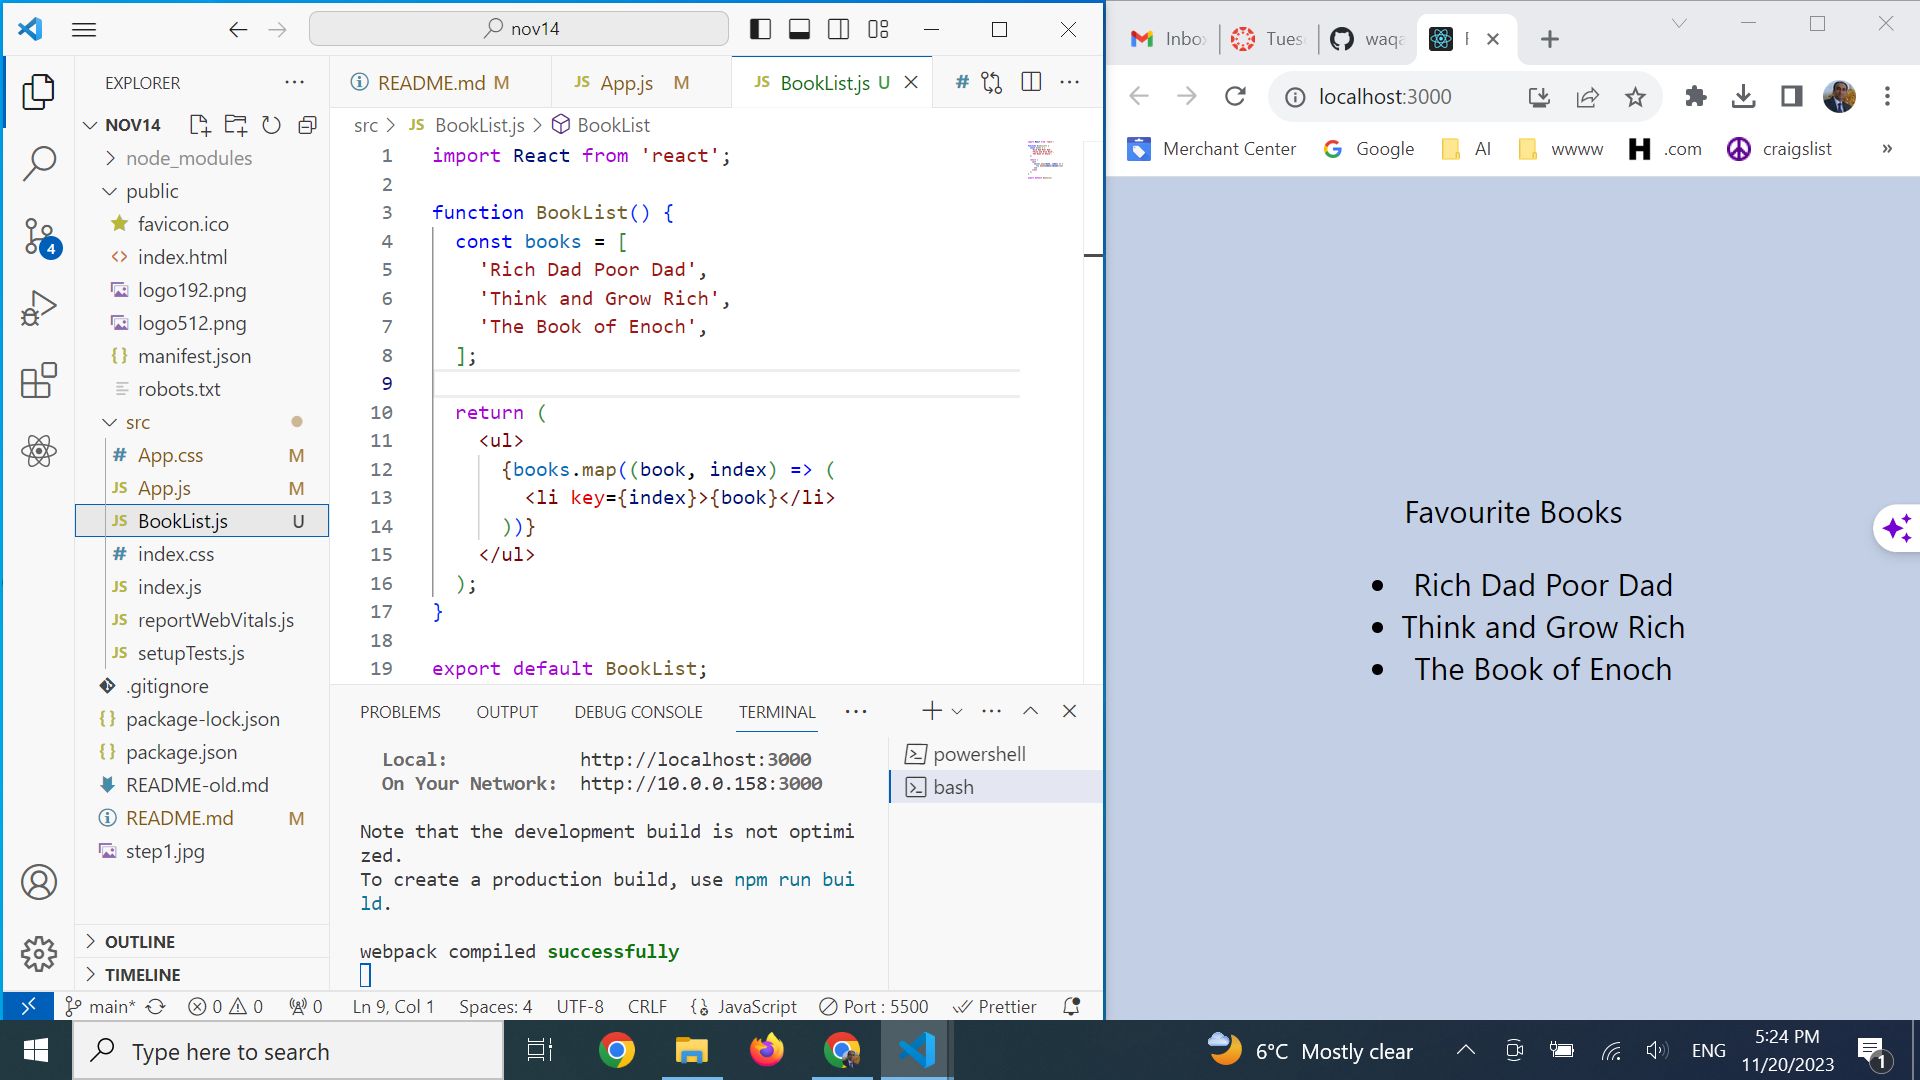 nov14
EXPLORER
NOV14
node_modules
public
favicon.ico
index.html
logo192.png
logo512.png
manifest.json
robots.txt
src
App.css M
App.js M
BookList.js U
index.css
index.js
reportWebVitals.js
setupTests.js
.gitignore
package-lock.json
package.json
README-old.md
README.md M
step1.jpg
OUTLINE
TIMELINE
4
README.md M
JS App.js M
JS BookList.js U
#
src > JS BookList.js > BookList
1 import React from 'react';
2
3 function BookList() {
4 const books = [
5 'Rich Dad Poor Dad',
6 'Think and Grow Rich',
7 'The Book of Enoch',
8 ];
9
10 return (
11 <ul>
12 {books.map((book, index) => (
13 <li key={index}>{book}</li>
14 ))}
15 </ul>
16 );
17 }
18
19 export default BookList;
PROBLEMS OUTPUT DEBUG CONSOLE TERMINAL
Local: http://localhost:3000
On Your Network: http://10.0.0.158:3000
Note that the development build is not optimi
zed.
To create a production build, use npm run bui
ld.
webpack compiled successfully
powershell
bash
main* 0 0 0 Ln 9, Col 1 Spaces: 4 UTF-8 CRLF JavaScript Port : 5500 Prettier
Inbo
Tues
waqa
localhost:3000
Merchant Center Google AI wwww .com craigslist »
Favourite Books
Rich Dad Poor Dad
Think and Grow Rich
The Book of Enoch
Type here to search
6°C Mostly clear
ENG
5:24 PM
11/20/2023
1